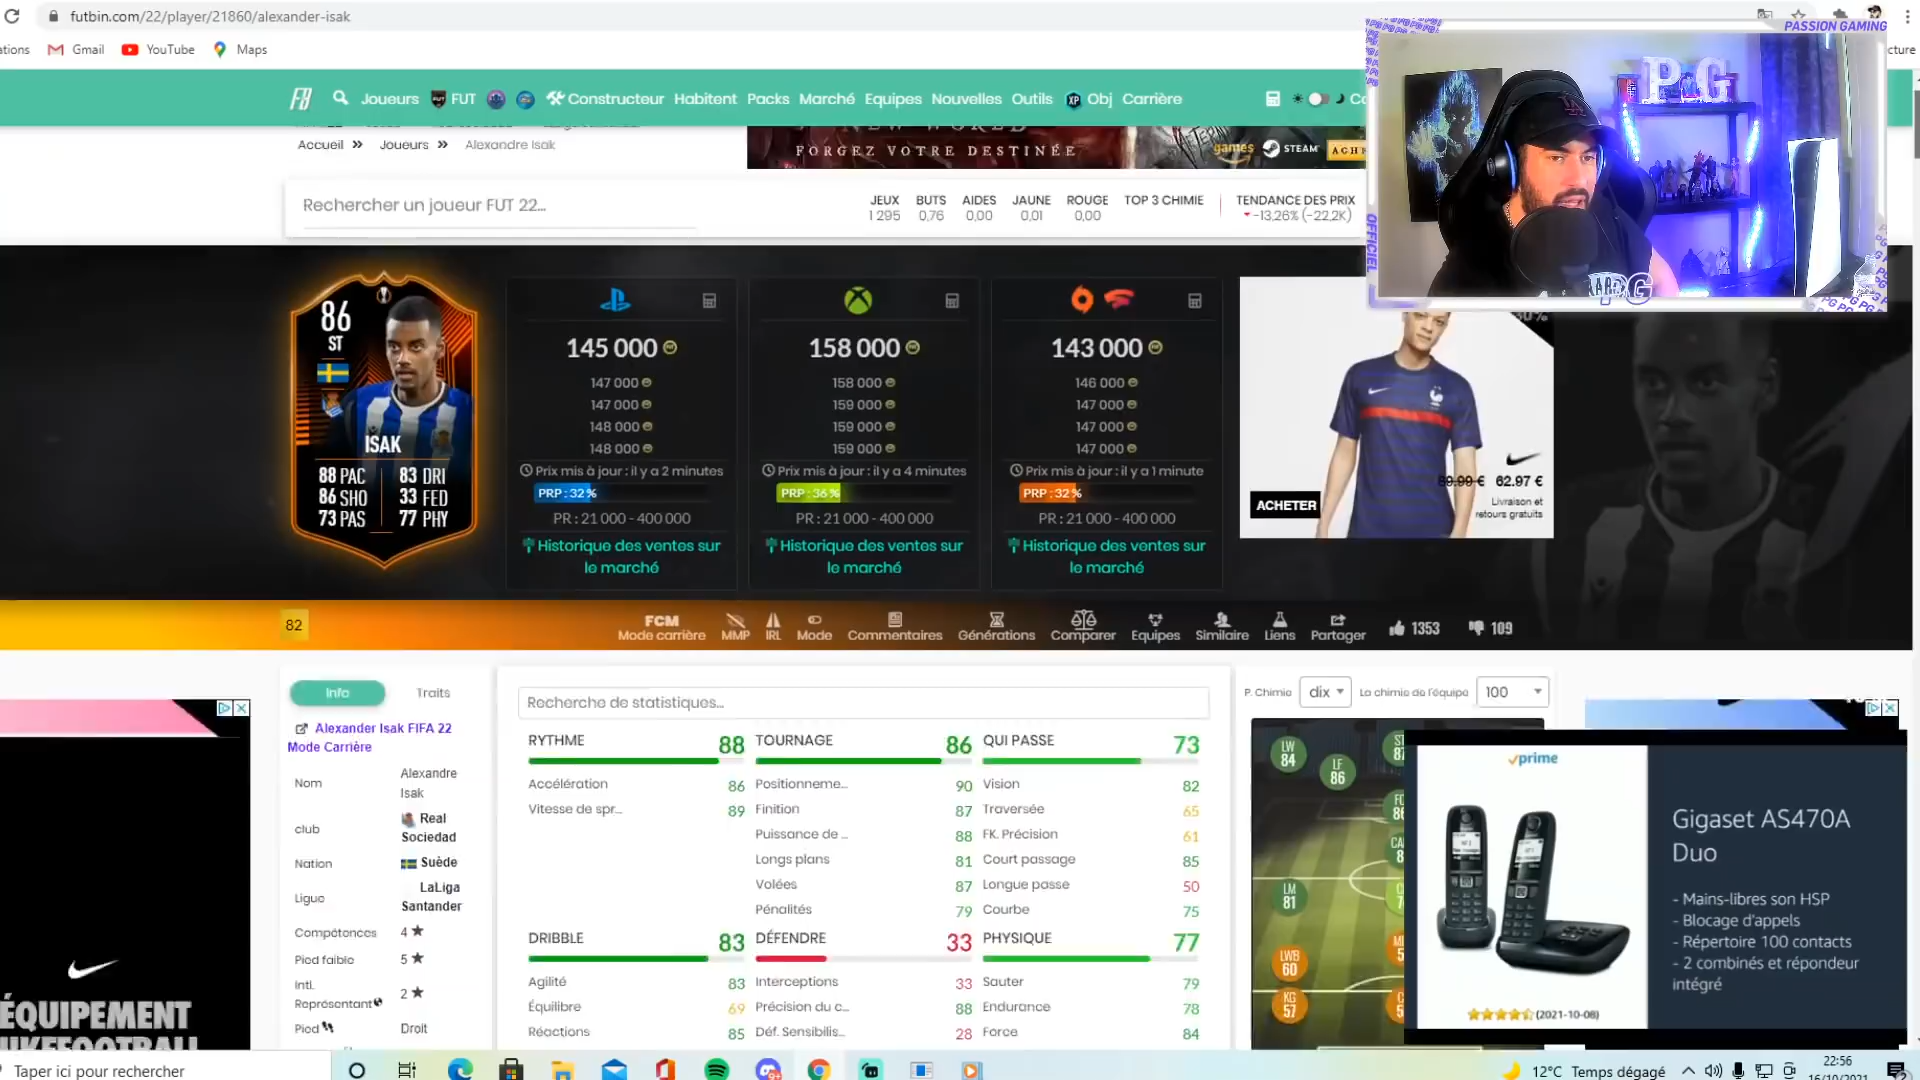 futbin.com/22/player/21860/alexander-isak
ations Gmail YouTube Maps
cture
PASSION GAMING
OFFICIEL
PG
Joueurs FUT Constructeur Habitent Packs Marché Equipes Nouvelles Outils XP Obj Carrière
Co
Accueil » Joueurs » Alexandre Isak
NEW WORLD
FORGEZ VOTRE DESTINÉE
games STEAM
Rechercher un joueur FUT 22...
JEUX BUTS AIDES JAUNE ROUGE TOP 3 CHIMIE TENDANCE DES PRIX
1 295 0,76 0,00 0,01 0,00 -13,26% (-22,2K)
86
ST
ISAK
88 PAC 83 DRI
86 SHO 33 FED
73 PAS 77 PHY
145 000
147 000
147 000
148 000
148 000
Prix mis à jour : il y a 2 minutes
PRP : 32 %
PR : 21 000 - 400 000
Historique des ventes sur
le marché
158 000
158 000
159 000
159 000
159 000
Prix mis à jour : il y a 4 minutes
PRP : 36 %
PR : 21 000 - 400 000
Historique des ventes sur
le marché
143 000
146 000
147 000
147 000
147 000
Prix mis à jour : il y a 1 minute
PRP : 32 %
PR : 21 000 - 400 000
Historique des ventes sur
le marché
89.99 € 62.97 €
ACHETER
Livraison et
retours gratuits
82
FCM
Mode carrière MMP IRL Mode Commentaires Générations Comparer Equipes Similaire Liens Partager 1353 109
Info Traits
Alexander Isak FIFA 22
Mode Carrière
Nom Alexandre
Isak
club Real
Sociedad
Nation Suède
Ligue LaLiga
Santander
Compétences 4 ★
Pied faible 5 ★
Intl.
Représentant 2 ★
Pied Droit
Recherche de statistiques...
RYTHME 88
Accélération 86
Vitesse de spr... 89
TOURNAGE 86
Positionneme... 90
Finition 87
Puissance de ... 88
Longs plans 81
Volées 87
Pénalités 79
QUI PASSE 73
Vision 82
Traversée 65
FK. Précision 61
Court passage 85
Longue passe 50
Courbe 75
DRIBBLE 83
Agilité 83
Équilibre 69
Réactions 85
DÉFENDRE 33
Interceptions 33
Précision du c... 88
Déf. Sensibilis... 28
PHYSIQUE 77
Sauter 79
Endurance 78
Force 84
P. Chimie dix La chimie de l'équipe 100
LW
84
LF
86
LM
81
LWB
60
KG
57
prime
Gigaset AS470A
Duo
- Mains-libres son HSP
- Blocage d'appels
- Répertoire 100 contacts
- 2 combinés et répondeur
intégré
(2021-10-08)
ÉQUIPEMENT
Taper ici pour rechercher
12°C Temps dégagé
22:56
16/10/2021